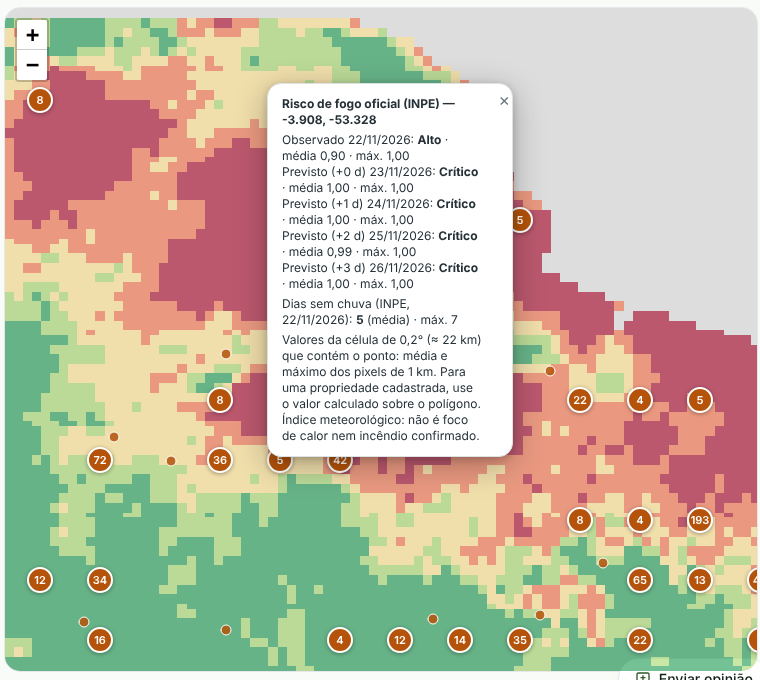 +
−
Risco de fogo oficial (INPE) —
-3.908, -53.328
×
Observado 22/11/2026: Alto ·
média 0,90 · máx. 1,00
Previsto (+0 d) 23/11/2026: Crítico
· média 1,00 · máx. 1,00
Previsto (+1 d) 24/11/2026: Crítico
· média 1,00 · máx. 1,00
Previsto (+2 d) 25/11/2026: Crítico
· média 0,99 · máx. 1,00
Previsto (+3 d) 26/11/2026: Crítico
· média 1,00 · máx. 1,00
Dias sem chuva (INPE,
22/11/2026): 5 (média) · máx. 7
Valores da célula de 0,2° (≈ 22 km)
que contém o ponto: média e
máximo dos pixels de 1 km. Para
uma propriedade cadastrada, use
o valor calculado sobre o polígono.
Índice meteorológico: não é foco
de calor nem incêndio confirmado.
8
5
8 22 4 5
72 36 5 42
8 4 193
12 34 65 13
16 4 12 14 35 22
Enviar opinião